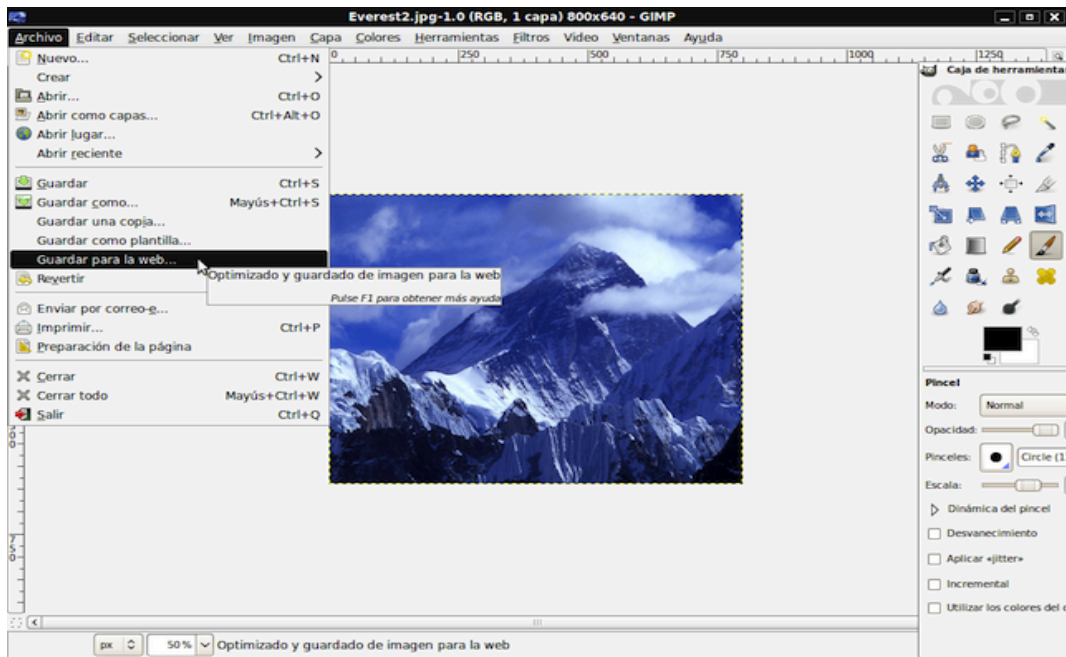 Everest2.jpg-1.0 (RGB, 1 capa) 800x640 – GIMP
Archivo Editar Seleccionar Ver Imagen Capa Colores Herramientas Filtros Video Ventanas Ayuda
0 250 500 750 1000 1250
Nuevo... Ctrl+N
Crear
Abrir... Ctrl+O
Abrir como capas... Ctrl+Alt+O
Abrir lugar...
Abrir reciente
Guardar Ctrl+S
Guardar como... Mayús+Ctrl+S
Guardar una copia...
Guardar como plantilla...
Guardar para la web...
Revertir
Enviar por correo-e...
Imprimir... Ctrl+P
Preparación de la página
Cerrar Ctrl+W
Cerrar todo Mayús+Ctrl+W
Salir Ctrl+Q
Optimizado y guardado de imagen para la web
Pulse F1 para obtener más ayuda
750
Caja de herramienta
Pincel
Modo: Normal
Opacidad:
Pinceles: Circle (1
Escala:
Dinámica del pincel
Desvanecimiento
Aplicar «jitter»
Incremental
Utilizar los colores del
px 50 % Optimizado y guardado de imagen para la web